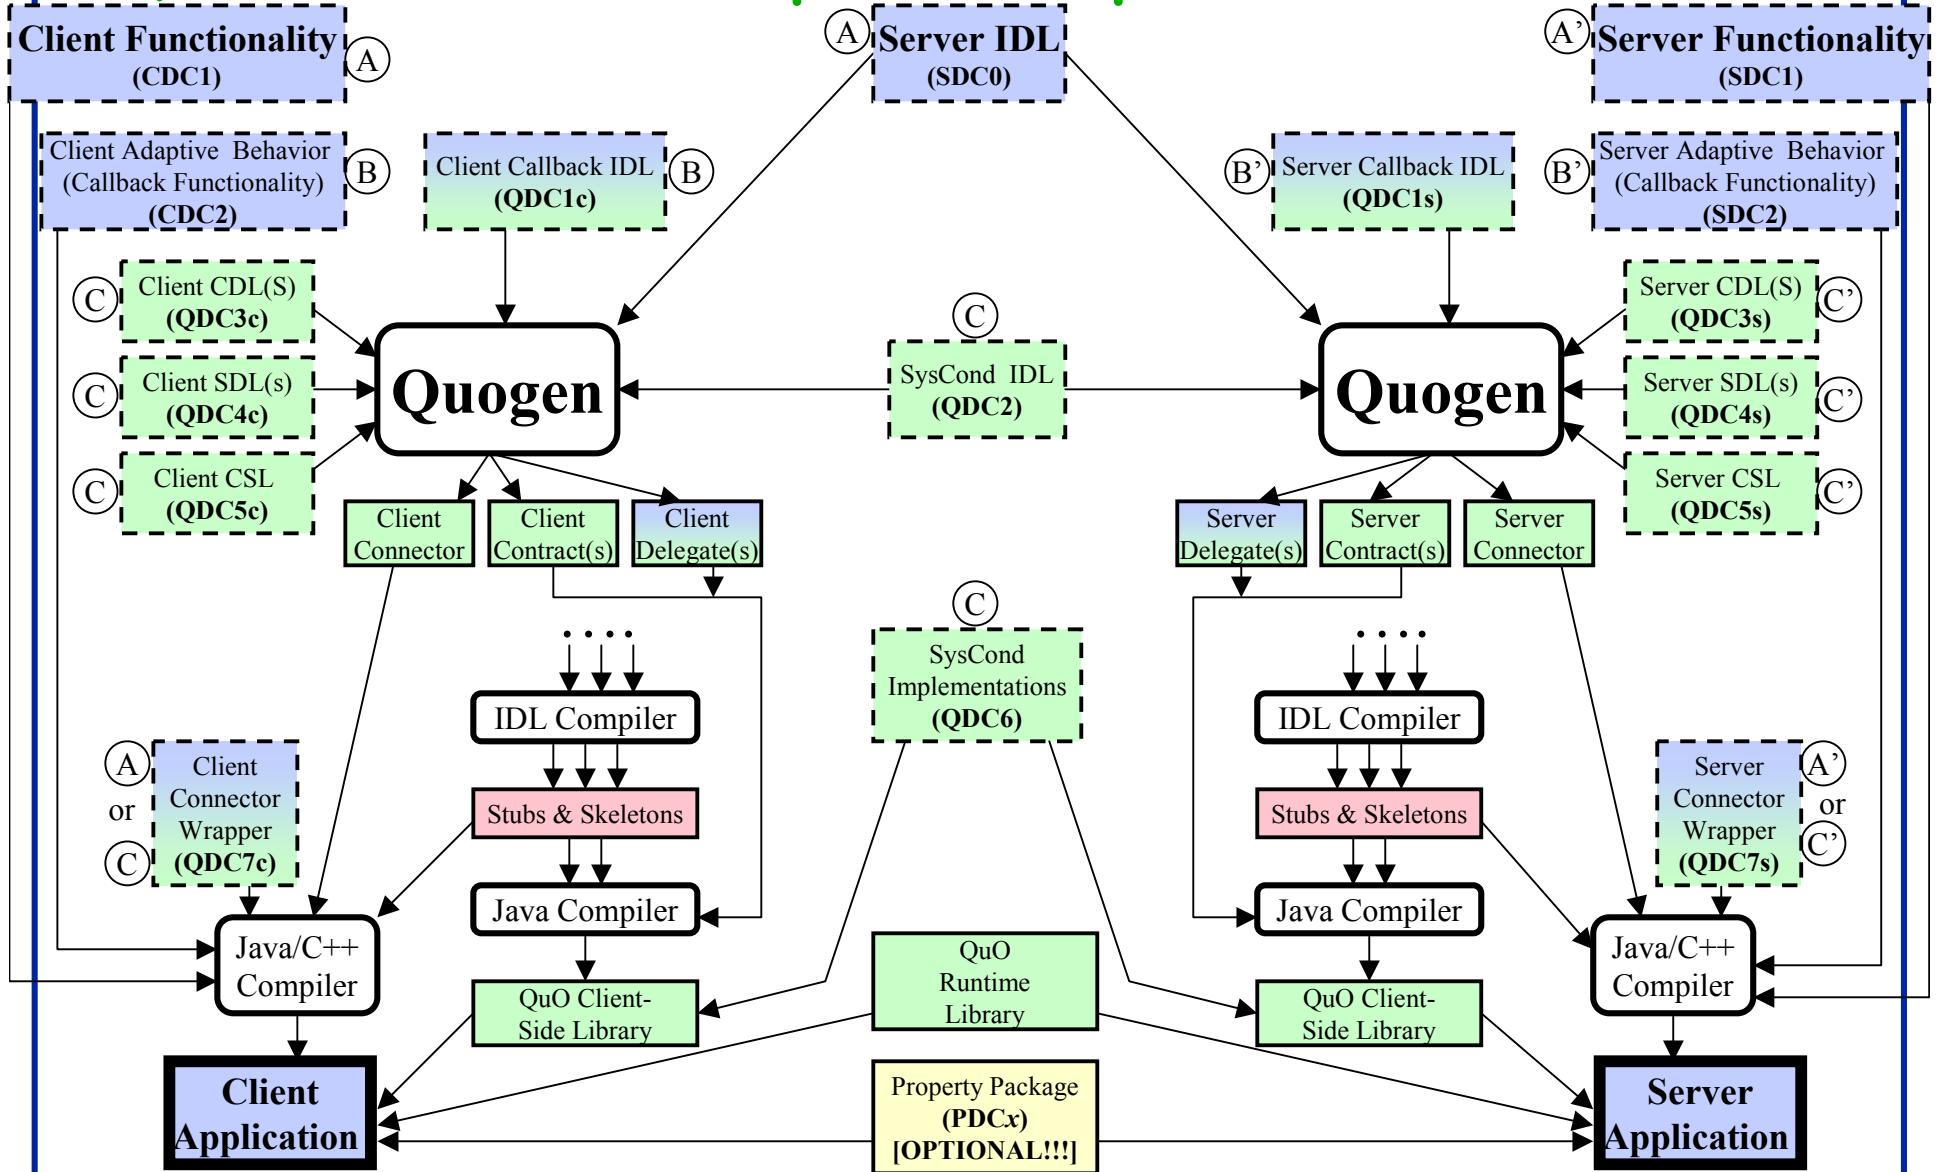 Client Functionality
(CDC1)
A
A
Server IDL
(SDC0)
A’
Server Functionality
(SDC1)
Client Adaptive Behavior
(Callback Functionality)
(CDC2)
B
Client Callback IDL
(QDC1c)
B
B’
Server Callback IDL
(QDC1s)
B’
Server Adaptive Behavior
(Callback Functionality)
(SDC2)
C
Client CDL(S)
(QDC3c)
C
Client SDL(s)
(QDC4c)
C
Client CSL
(QDC5c)
Quogen
C
SysCond IDL
(QDC2)
Quogen
Server CDL(S)
(QDC3s)
C’
Server SDL(s)
(QDC4s)
C’
Server CSL
(QDC5s)
C’
Client
Connector
Client
Contract(s)
Client
Delegate(s)
Server
Delegate(s)
Server
Contract(s)
Server
Connector
C
SysCond
Implementations
(QDC6)
. . . .
IDL Compiler
Stubs & Skeletons
Java Compiler
QuO Client-
Side Library
. . . .
IDL Compiler
Stubs & Skeletons
Java Compiler
QuO Client-
Side Library
A
or
C
Client
Connector
Wrapper
(QDC7c)
Server
Connector
Wrapper
(QDC7s)
A’
or
C’
Java/C++
Compiler
QuO
Runtime
Library
Java/C++
Compiler
Client
Application
Property Package
(PDCx)
[OPTIONAL!!!]
Server
Application